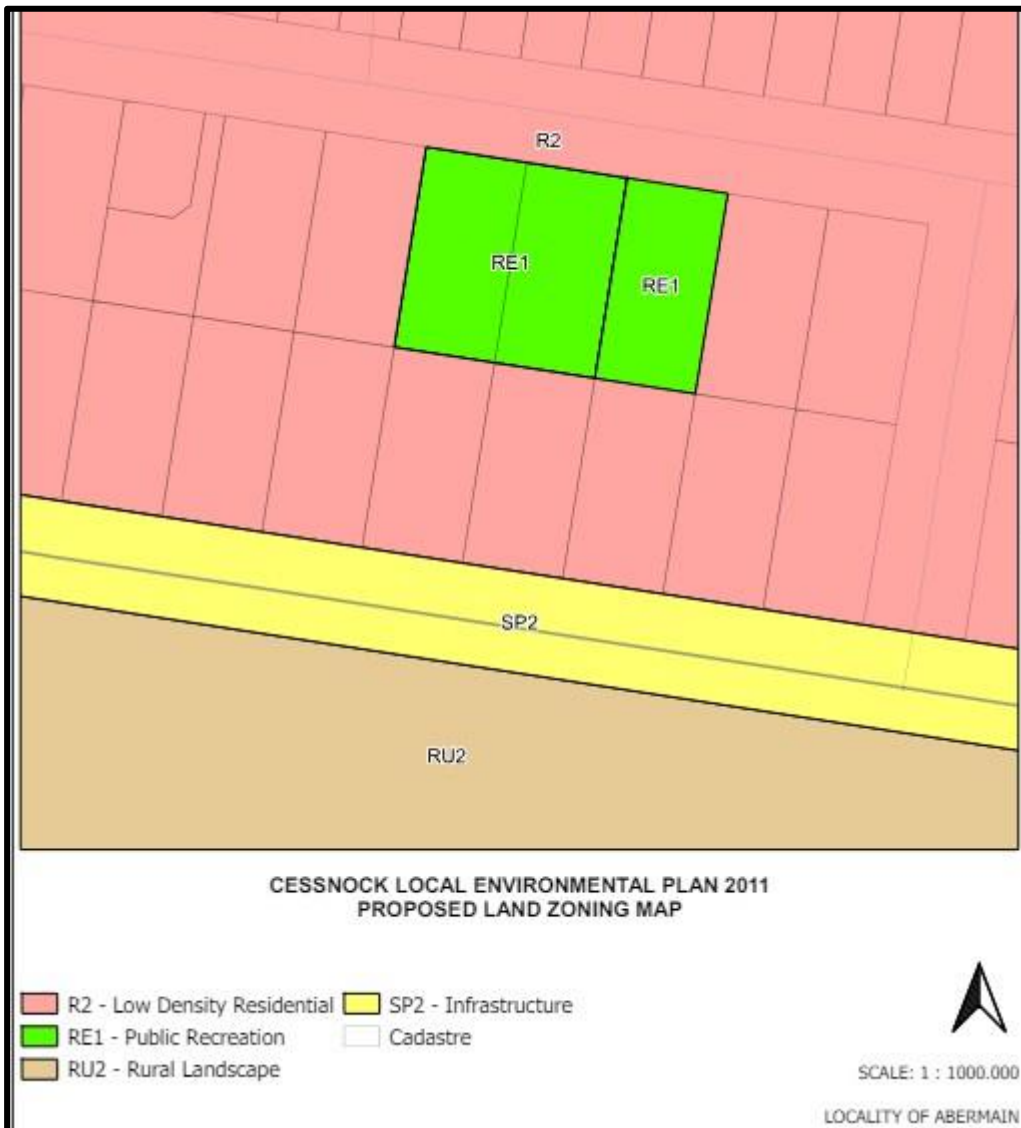 R2
RE1
RE1
SP2
RU2
CESSNOCK LOCAL ENVIRONMENTAL PLAN 2011
PROPOSED LAND ZONING MAP
R2 - Low Density Residential
SP2 - Infrastructure
RE1 - Public Recreation
Cadastre
RU2 - Rural Landscape
SCALE: 1 : 1000.000
LOCALITY OF ABERMAIN